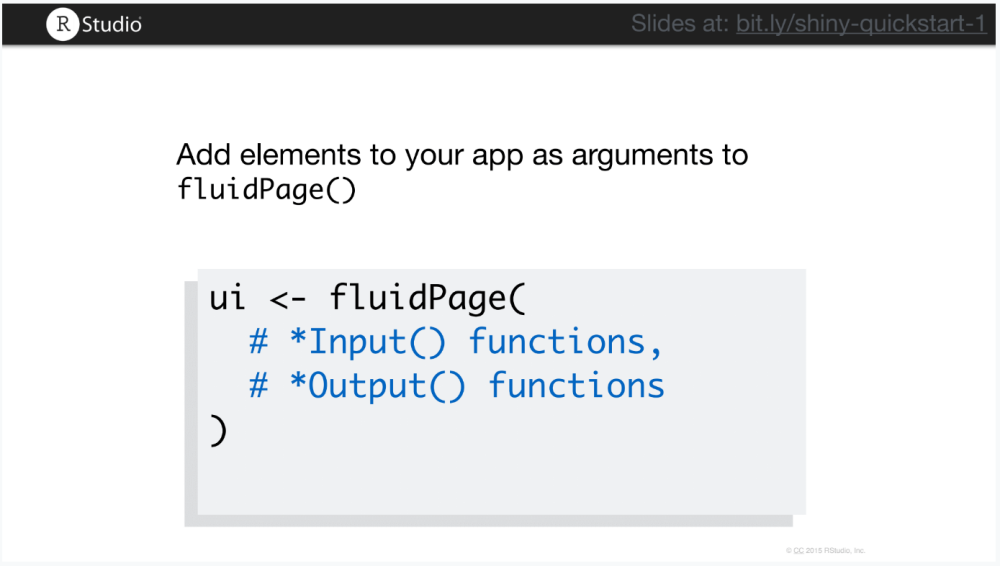 R Studio
Slides at: bit.ly/shiny-quickstart-1
Add elements to your app as arguments to
fluidPage()
ui <- fluidPage(
  # *Input() functions,
  # *Output() functions
)
© CC 2015 RStudio, Inc.